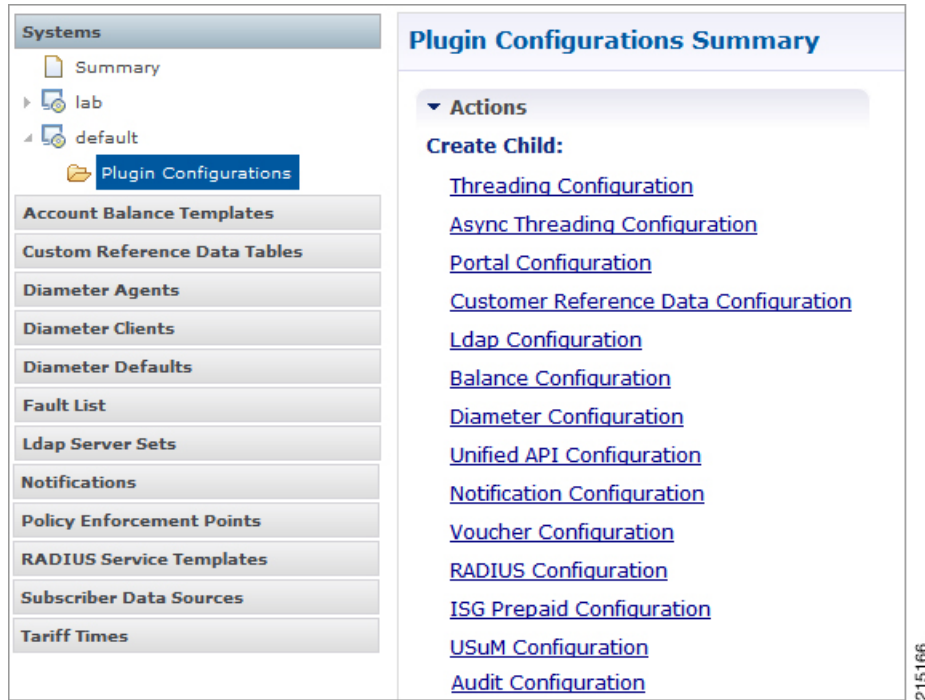 Systems
Summary
lab
default
Plugin Configurations
Account Balance Templates
Custom Reference Data Tables
Diameter Agents
Diameter Clients
Diameter Defaults
Fault List
Ldap Server Sets
Notifications
Policy Enforcement Points
RADIUS Service Templates
Subscriber Data Sources
Tariff Times
Plugin Configurations Summary
Actions
Create Child:
Threading Configuration
Async Threading Configuration
Portal Configuration
Customer Reference Data Configuration
Ldap Configuration
Balance Configuration
Diameter Configuration
Unified API Configuration
Notification Configuration
Voucher Configuration
RADIUS Configuration
ISG Prepaid Configuration
USuM Configuration
Audit Configuration
215166